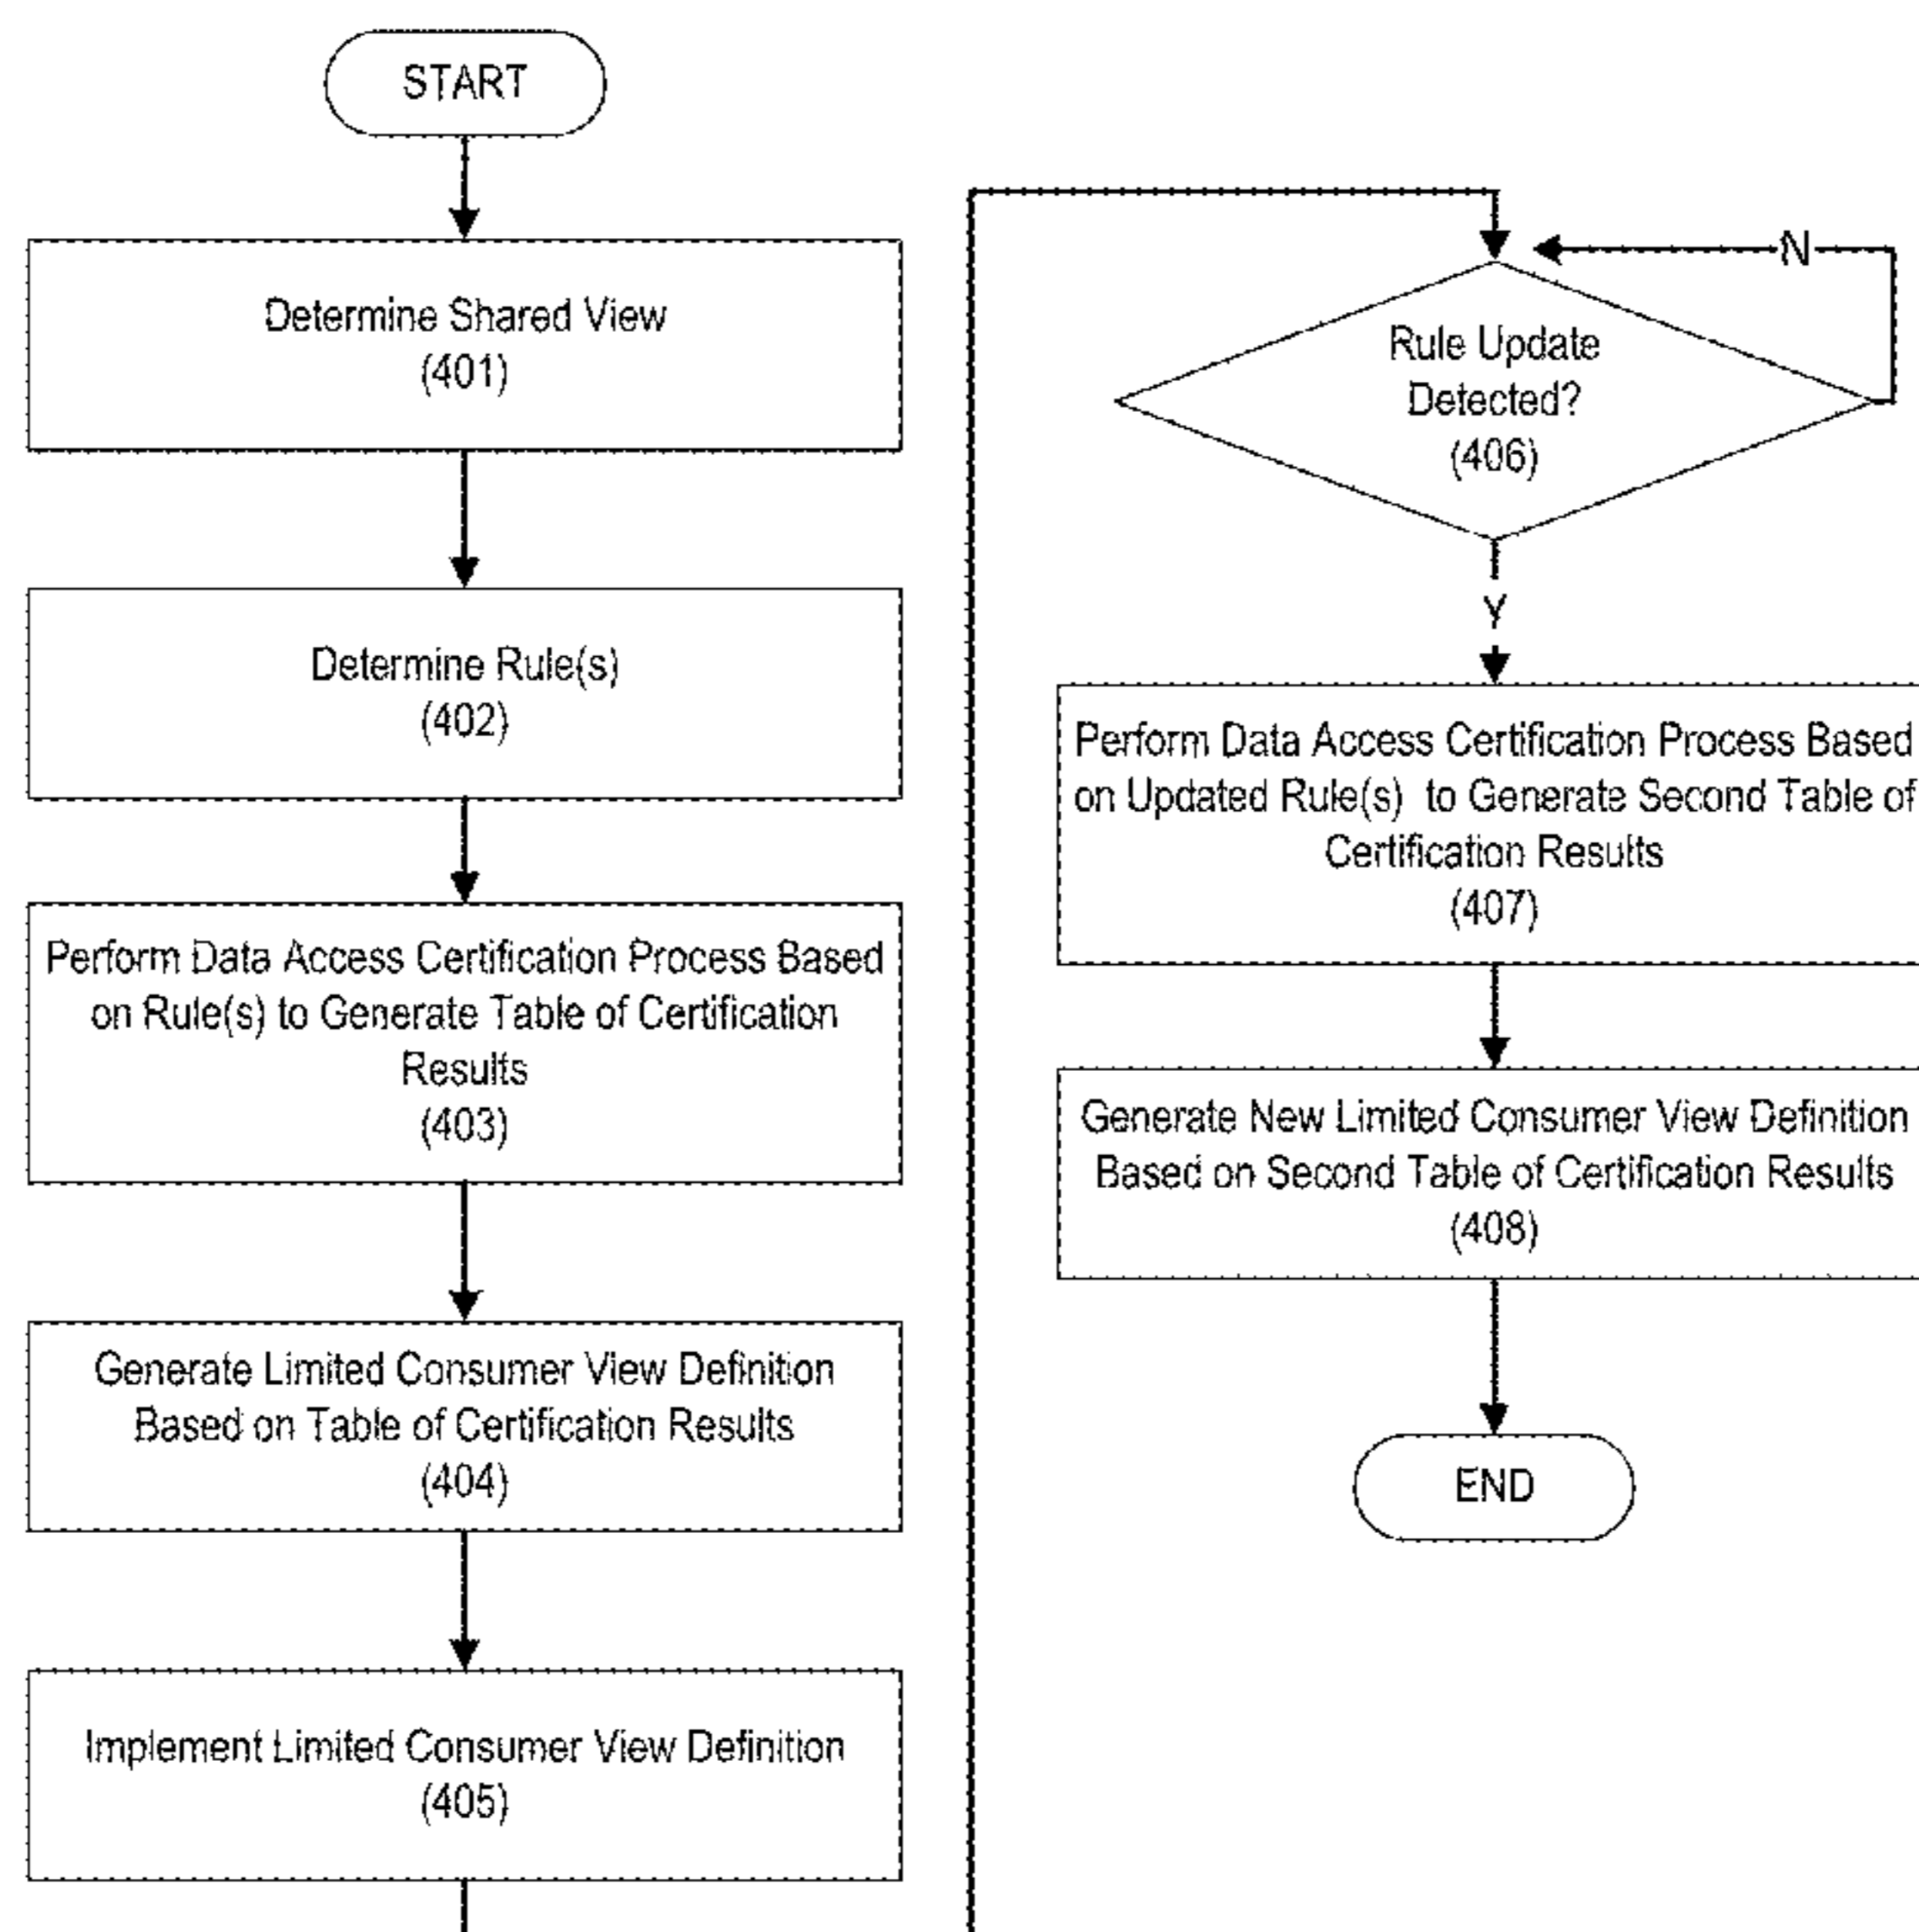 START
Determine Shared View
(401)
Determine Rule(s)
(402)
Perform Data Access Certification Process Based
on Rule(s) to Generate Table of Certification
Results
(403)
Generate Limited Consumer View Definition
Based on Table of Certification Results
(404)
Implement Limited Consumer View Definition
(405)
N
Rule Update
Detected?
(406)
Y
Perform Data Access Certification Process Based
on Updated Rule(s) to Generate Second Table of
Certification Results
(407)
Generate New Limited Consumer View Definition
Based on Second Table of Certification Results
(408)
END